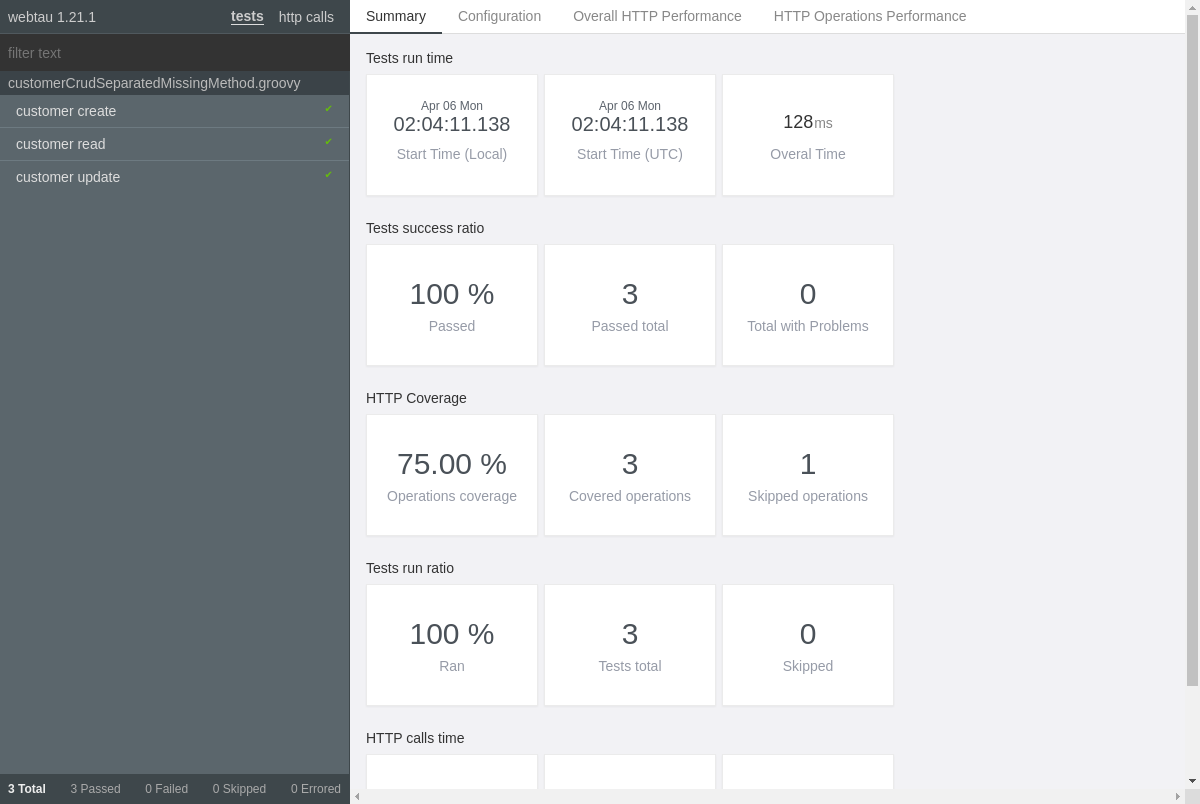 webtau 1.21.1 tests http calls
filter text
customerCrudSeparatedMissingMethod.groovy
customer create ✔
customer read ✔
customer update ✔
3 Total 3 Passed 0 Failed 0 Skipped 0 Errored
Summary Configuration Overall HTTP Performance HTTP Operations Performance
Tests run time
Apr 06 Mon
02:04:11.138
Start Time (Local)
Apr 06 Mon
02:04:11.138
Start Time (UTC)
128 ms
Overal Time
Tests success ratio
100 %
Passed
3
Passed total
0
Total with Problems
HTTP Coverage
75.00 %
Operations coverage
3
Covered operations
1
Skipped operations
Tests run ratio
100 %
Ran
3
Tests total
0
Skipped
HTTP calls time